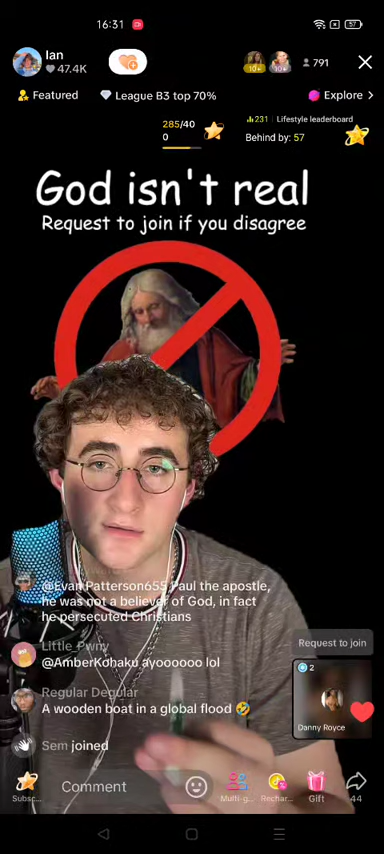 16:31
57
Ian
47.4K
10+
10+
791
Featured
League B3 top 70%
Explore >
285/40
0
231 | Lifestyle leaderboard
Behind by: 57
God isn't real
Request to join if you disagree
@EvanPatterson655 Paul the apostle,
he was not a believer of God, in fact
he persecuted Christians
Little_Pwny
@AmberKohaku ayoooooo lol
Request to join
2
Regular Degular
A wooden boat in a global flood 🤣
Danny Royce
Sem joined
Comment
Subsc...
Multi-g...
Rechar...
Gift
44